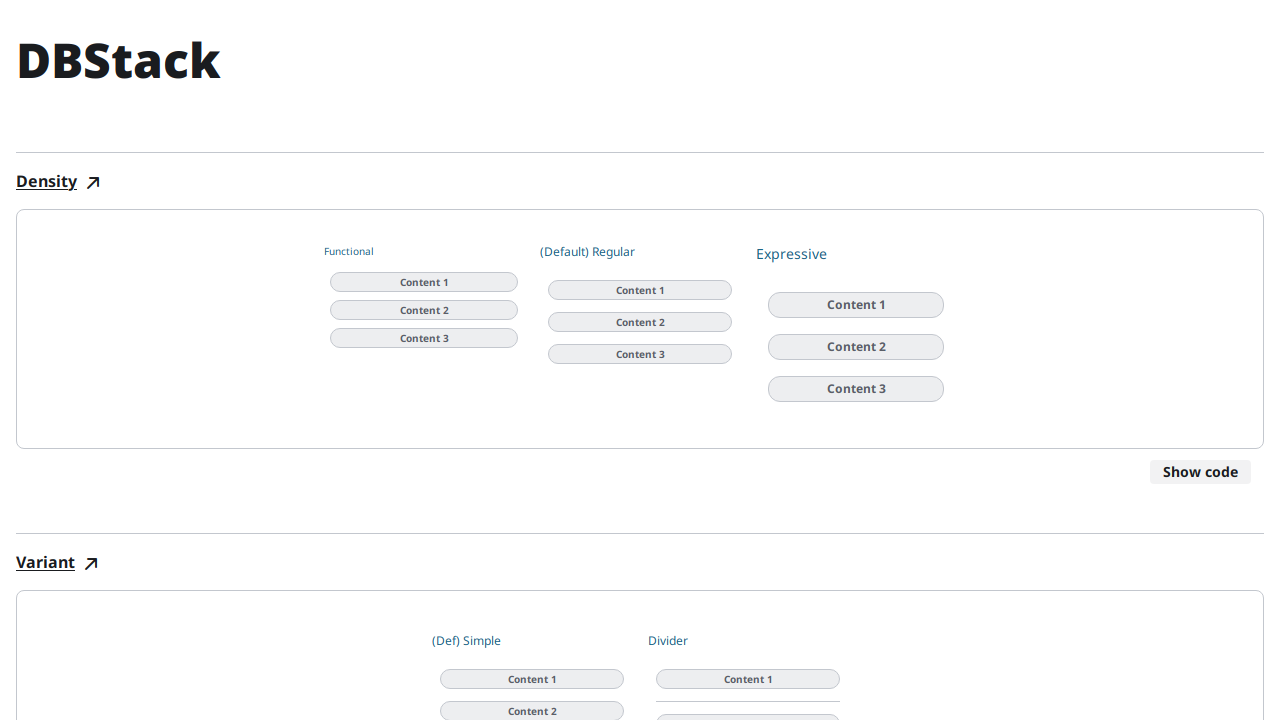 DBStack
Density
Functional
Content 1
Content 2
Content 3
(Default) Regular
Content 1
Content 2
Content 3
Expressive
Content 1
Content 2
Content 3
Show code
Variant
(Def) Simple
Content 1
Content 2
Divider
Content 1